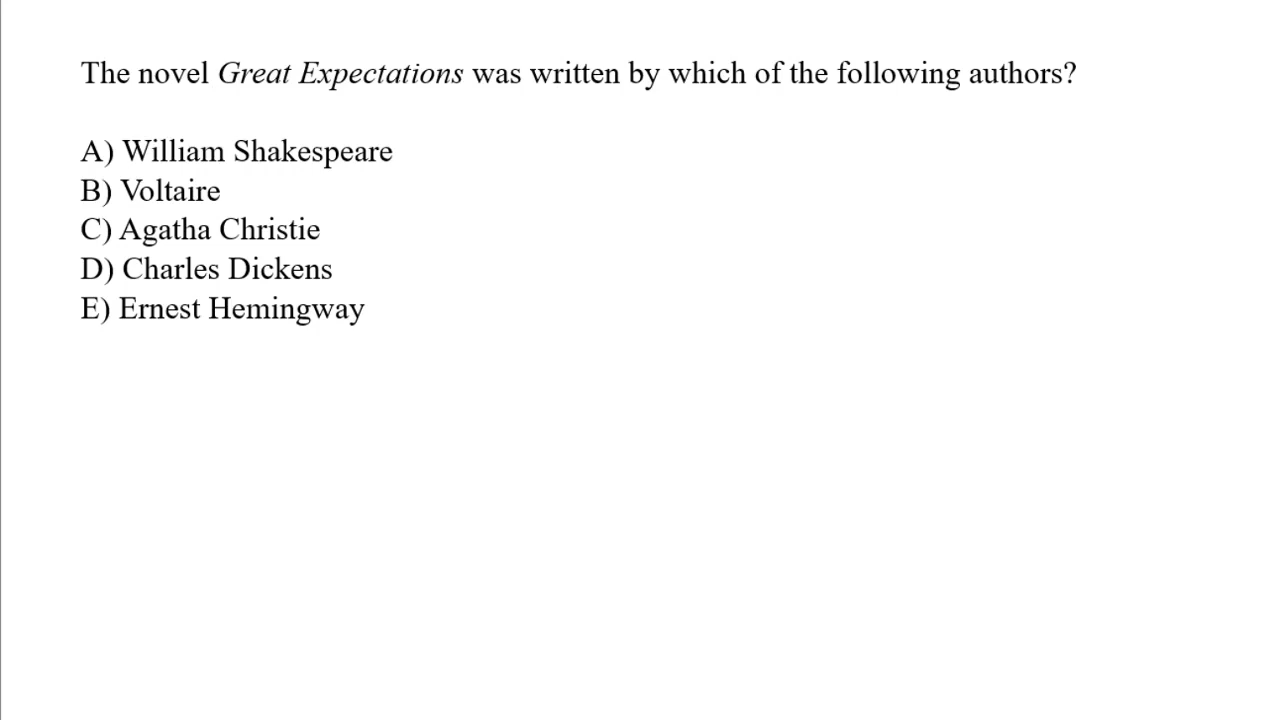 The novel Great Expectations was written by which of the following authors?
A) William Shakespeare
B) Voltaire
C) Agatha Christie
D) Charles Dickens
E) Ernest Hemingway